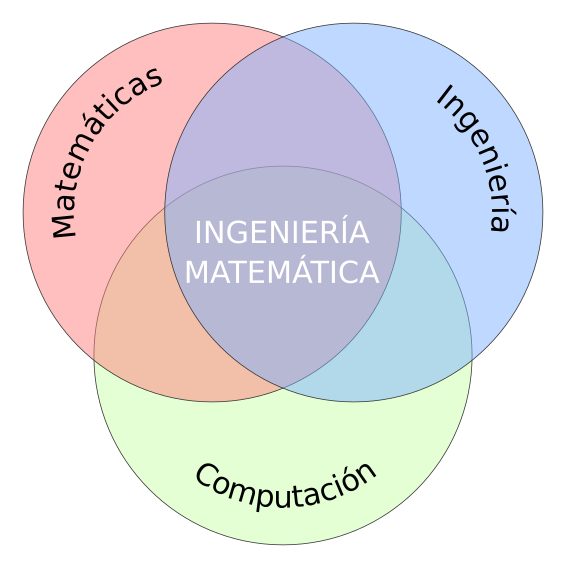 Matemáticas
Ingeniería
INGENIERÍA
MATEMÁTICA
Computación